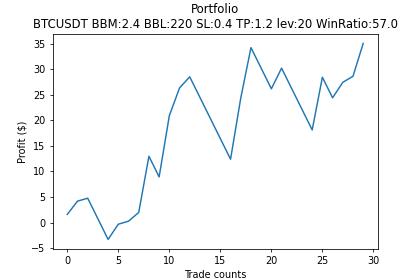 Portfolio
BTCUSDT BBM:2.4 BBL:220 SL:0.4 TP:1.2 lev:20 WinRatio:57.0
35
30
25
20
15
10
5
0
−5
Profit ($)
0 5 10 15 20 25 30
Trade counts